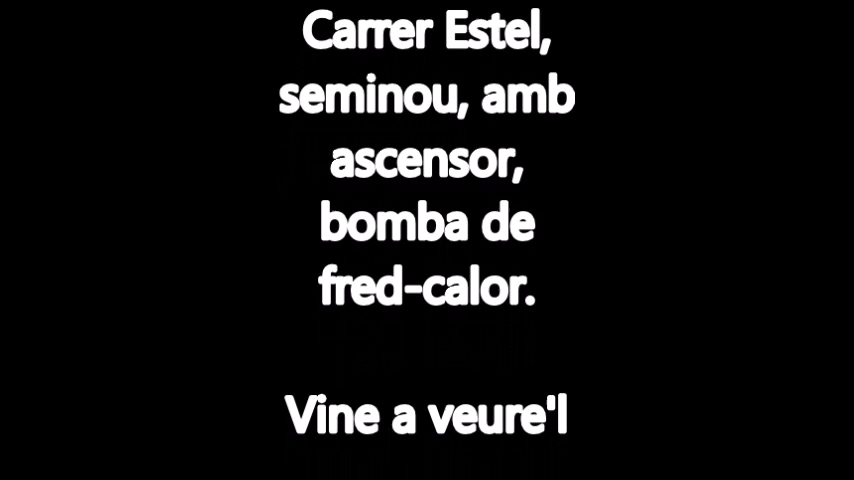 Carrer Estel,
seminou, amb
ascensor,
bomba de
fred-calor.
Vine a veure'l